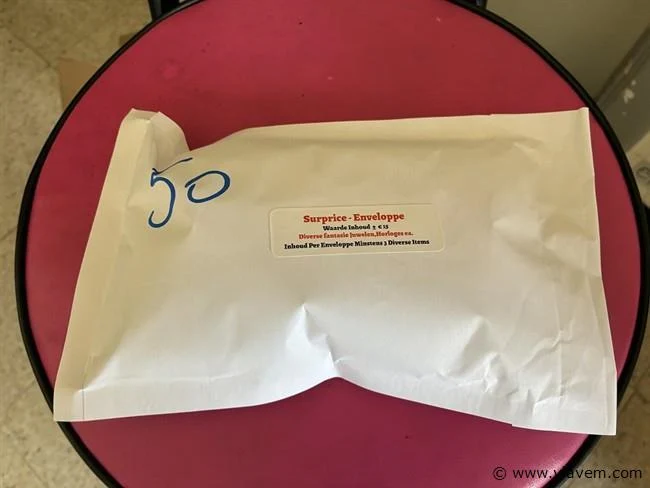 50
Surprice - Enveloppe
Waarde Inhoud ± € 15
Diverse fantasie Juwelen,Horloges ea.
Inhoud Per Enveloppe Minstens 3 Diverse Items
© www.viavem.com